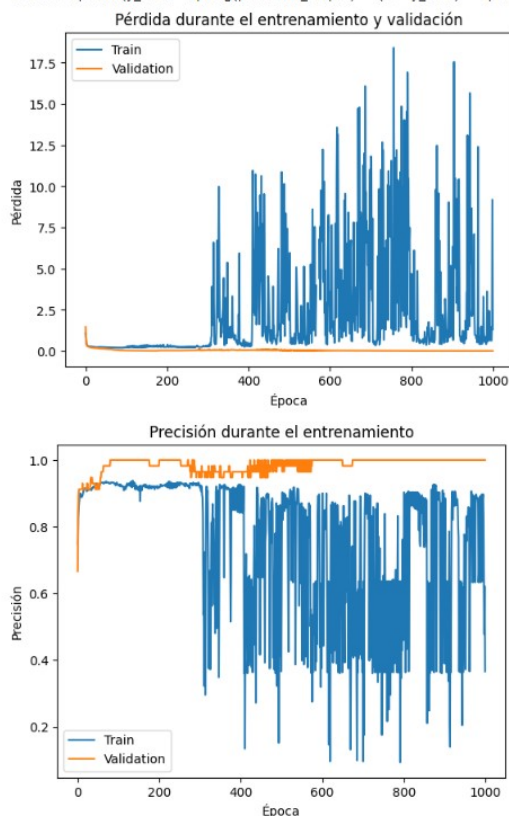 Pérdida durante el entrenamiento y validación
Train
Validation
17.5
15.0
12.5
10.0
7.5
5.0
2.5
0.0
Pérdida
0
200
400
600
800
1000
Época
Precisión durante el entrenamiento
1.0
0.8
0.6
0.4
0.2
Precisión
Train
Validation
0
200
400
600
800
1000
Época